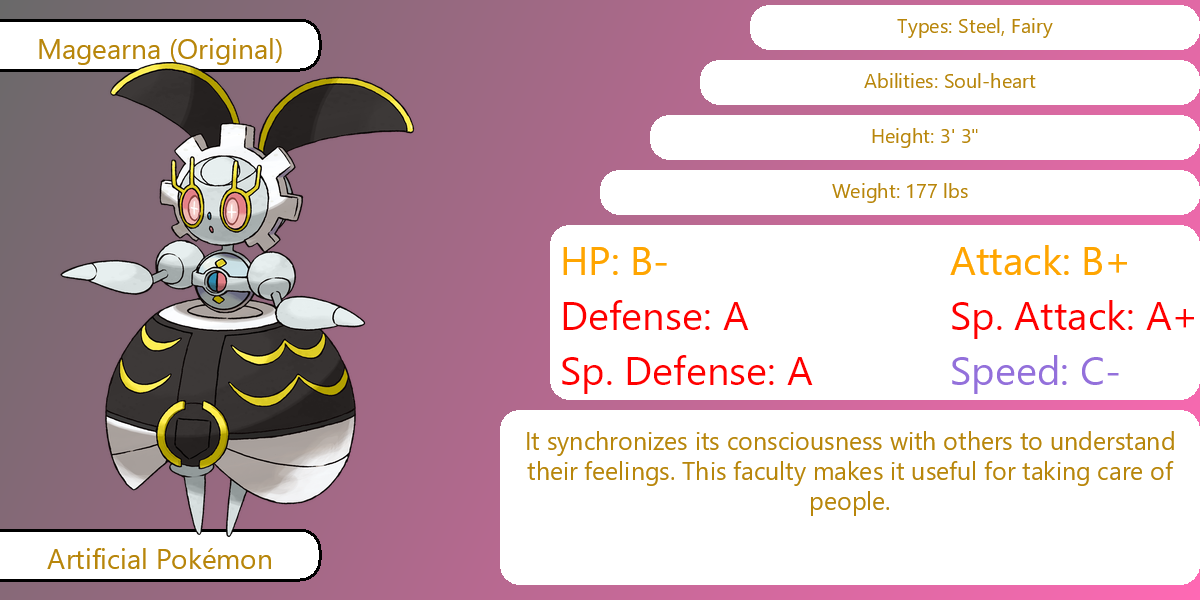 Magearna (Original)
Types: Steel, Fairy
Abilities: Soul-heart
Height: 3' 3"
Weight: 177 lbs
HP: B-
Attack: B+
Defense: A
Sp. Attack: A+
Sp. Defense: A
Speed: C-
It synchronizes its consciousness with others to understand
their feelings. This faculty makes it useful for taking care of
people.
Artificial Pokémon